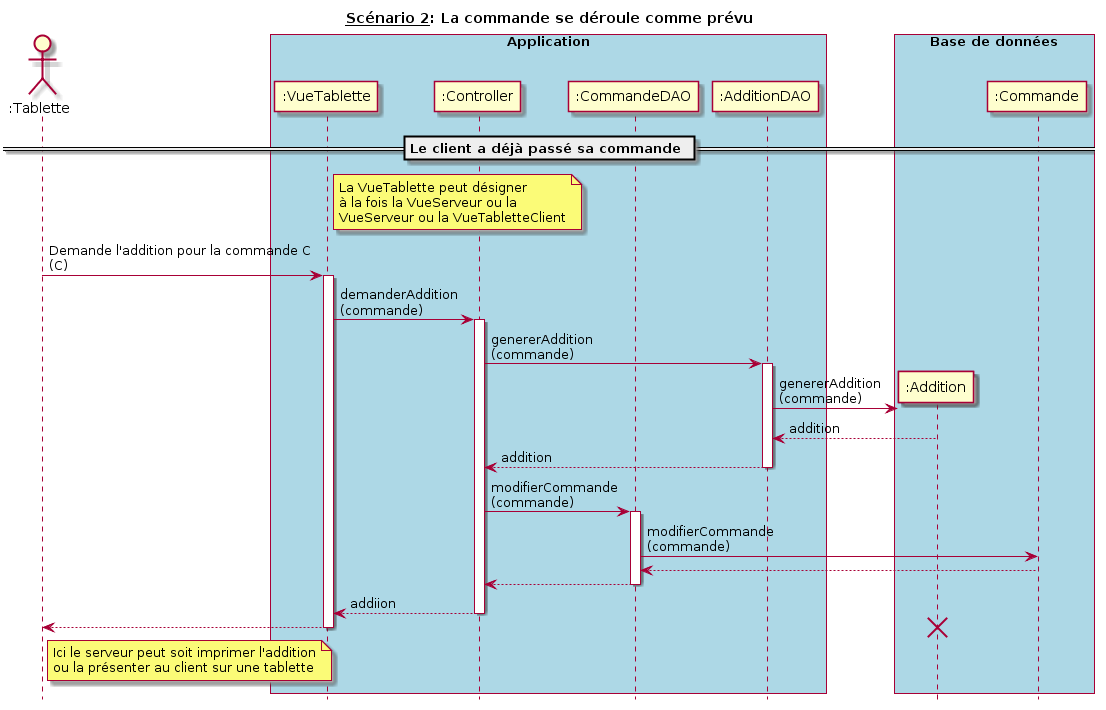 Scénario 2: La commande se déroule comme prévu
Application
Base de données
:Tablette
:VueTablette
:Controller
:CommandeDAO
:AdditionDAO
:Commande
Le client a déjà passé sa commande
La VueTablette peut désigner
à la fois la VueServeur ou la
VueServeur ou la VueTabletteClient
Demande l'addition pour la commande C
(C)
demanderAddition
(commande)
genererAddition
(commande)
genererAddition
(commande)
:Addition
addition
addition
modifierCommande
(commande)
modifierCommande
(commande)
addiion
Ici le serveur peut soit imprimer l'addition
ou la présenter au client sur une tablette